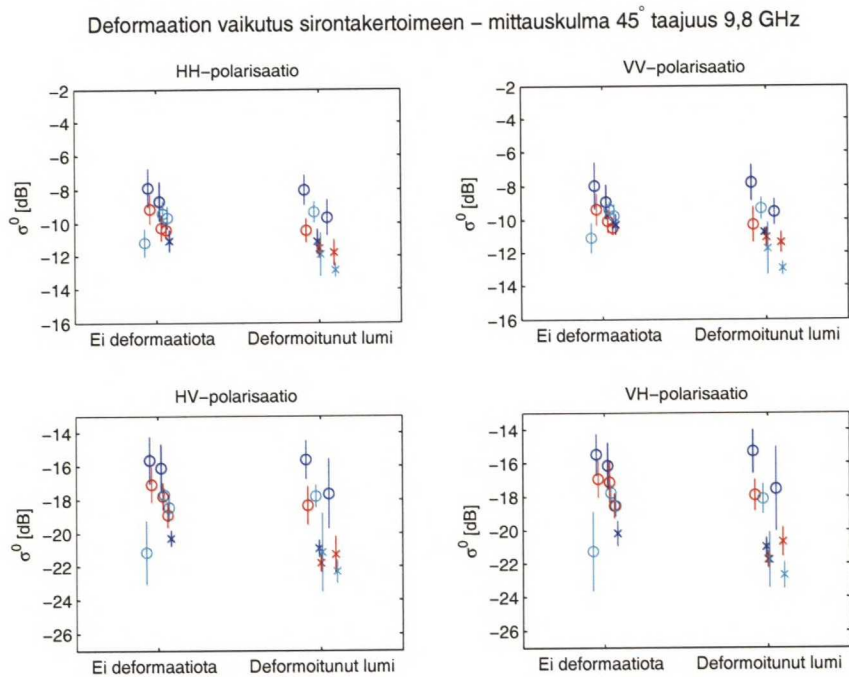 Deformaation vaikutus sirontakertoimeen – mittauskulma 45° taajuus 9,8 GHz
HH–polarisaatio
−2
−4
−6
−8
−10
−12
−14
−16
σ⁰ [dB]
Ei deformaatiota Deformoitunut lumi
VV–polarisaatio
−2
−4
−6
−8
−10
−12
−14
−16
σ⁰ [dB]
Ei deformaatiota Deformoitunut lumi
HV–polarisaatio
−14
−16
−18
−20
−22
−24
−26
σ⁰ [dB]
Ei deformaatiota Deformoitunut lumi
VH–polarisaatio
−14
−16
−18
−20
−22
−24
−26
σ⁰ [dB]
Ei deformaatiota Deformoitunut lumi